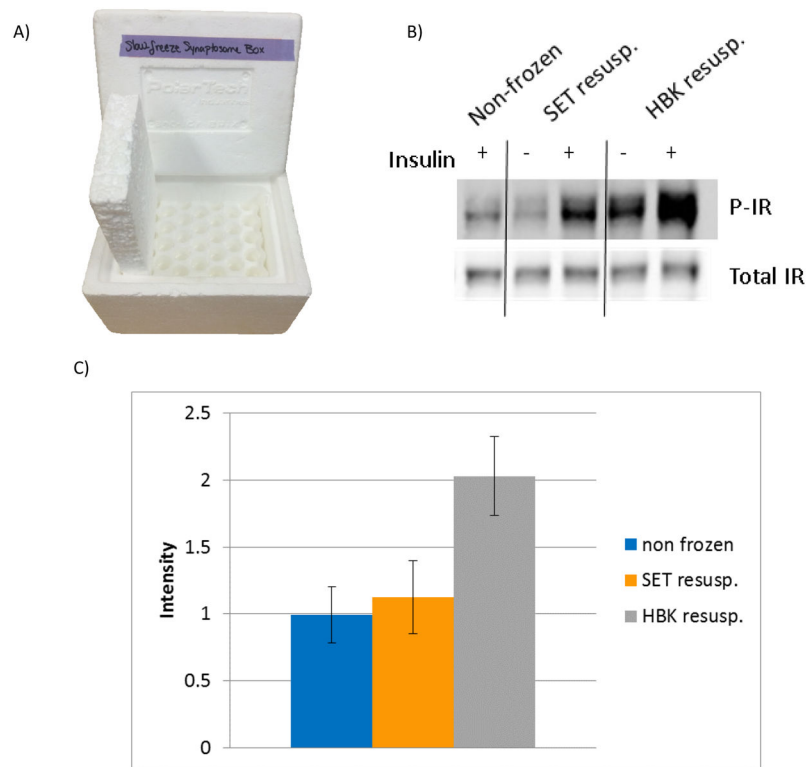 A)
Slow freeze Synaptosome Box
PolarTech
B)
Non-frozen
SET resusp.
HBK resusp.
Insulin + - + - +
P-IR
Total IR
C)
2.5
2
1.5
1
0.5
0
Intensity
non frozen
SET resusp.
HBK resusp.